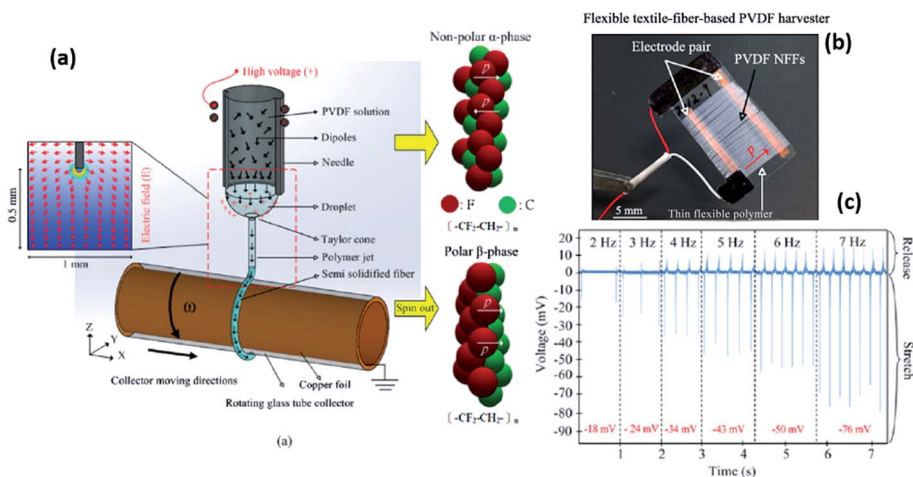 Flexible textile-fiber-based PVDF harvester
(a)
High voltage (+)
PVDF solution
Dipoles
Needle
Droplet
Taylor cone
Polymer jet
Semi solidified fiber
Electric field (E)
0.5 mm
1 mm
ω
Z
Y
X
Collector moving directions
Copper foil
Rotating glass tube collector
(a)
Non-polar α-phase
p
p
: F
: C
[-CF₂-CH₂-]n
Polar β-phase
Spin out
p
p
[-CF₂-CH₂-]n
(b)
Electrode pair
PVDF NFFs
P
5 mm
Thin flexible polymer
(c)
2 Hz
3 Hz
4 Hz
5 Hz
6 Hz
7 Hz
20
10
0
-10
-20
-30
-40
-50
-60
-70
-80
-90
Voltage (mV)
Release
Stretch
-18 mV
- 24 mV
-34 mV
-43 mV
-50 mV
-76 mV
1
2
3
4
5
6
7
Time (s)